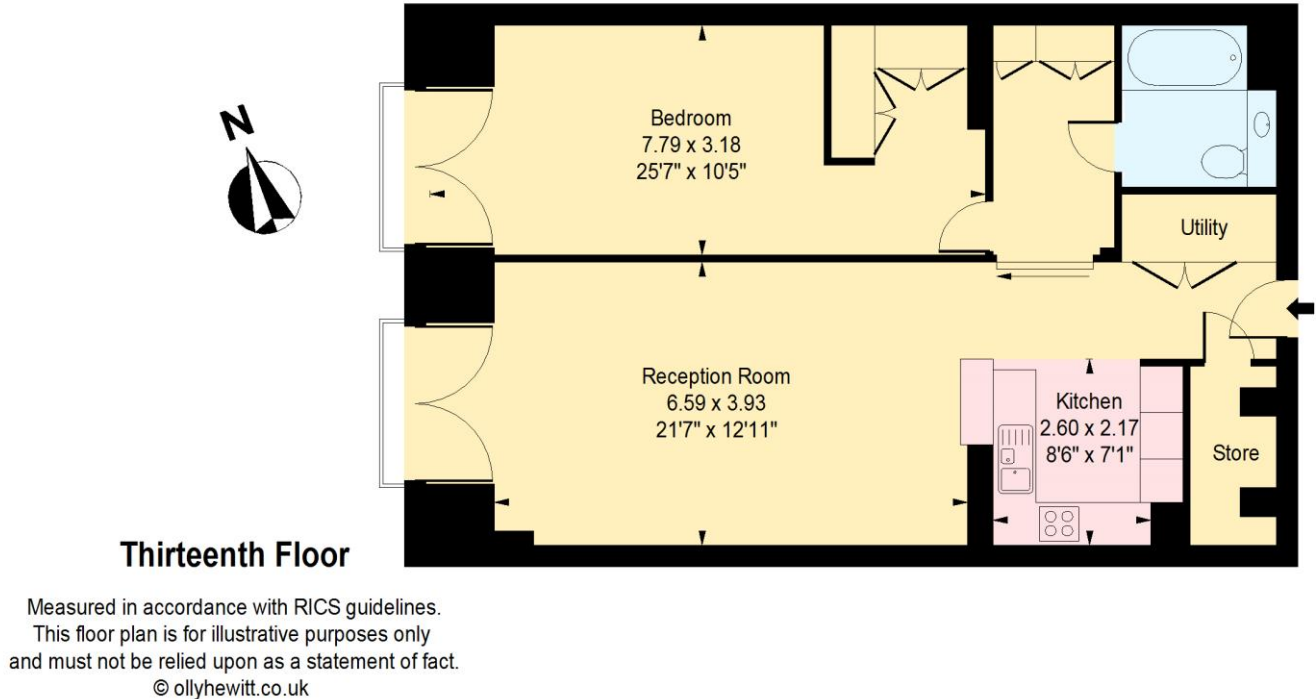 N
Bedroom
7.79 x 3.18
25'7" x 10'5"
Utility
Reception Room
6.59 x 3.93
21'7" x 12'11"
Kitchen
2.60 x 2.17
8'6" x 7'1"
Store
Thirteenth Floor
Measured in accordance with RICS guidelines.
This floor plan is for illustrative purposes only
and must not be relied upon as a statement of fact.
© ollyhewitt.co.uk